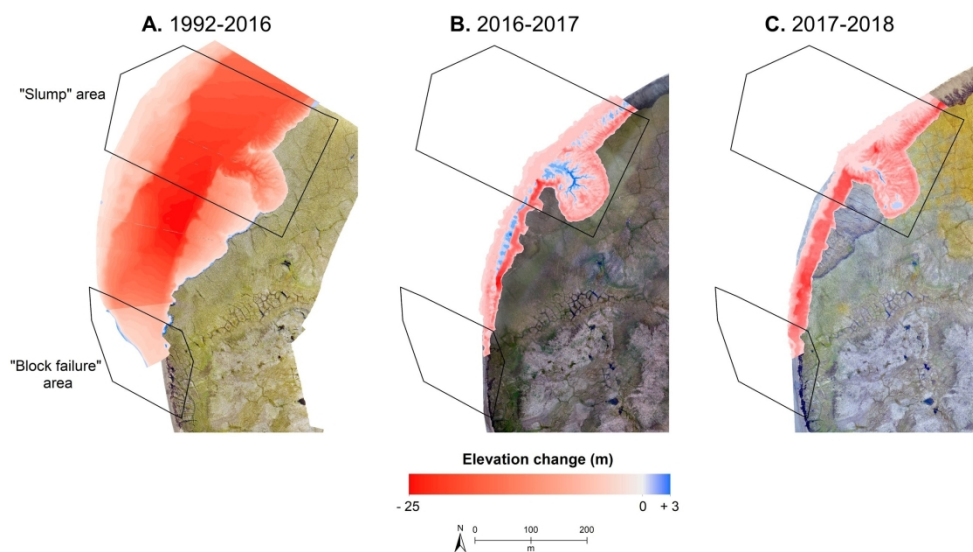 A. 1992-2016
B. 2016-2017
C. 2017-2018
"Slump" area
"Block failure"
area
Elevation change (m)
- 25
0
+ 3
N
0
100
200
m